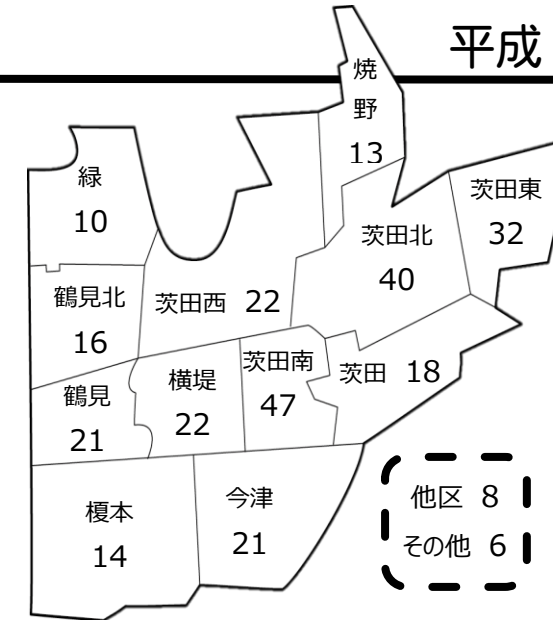 平成
焼
野
13
緑
10
茨田東
32
茨田北
40
鶴見北
16
茨田西 22
鶴見
21
横堤
22
茨田南
47
茨田 18
榎本
14
今津
21
他区 8
その他 6